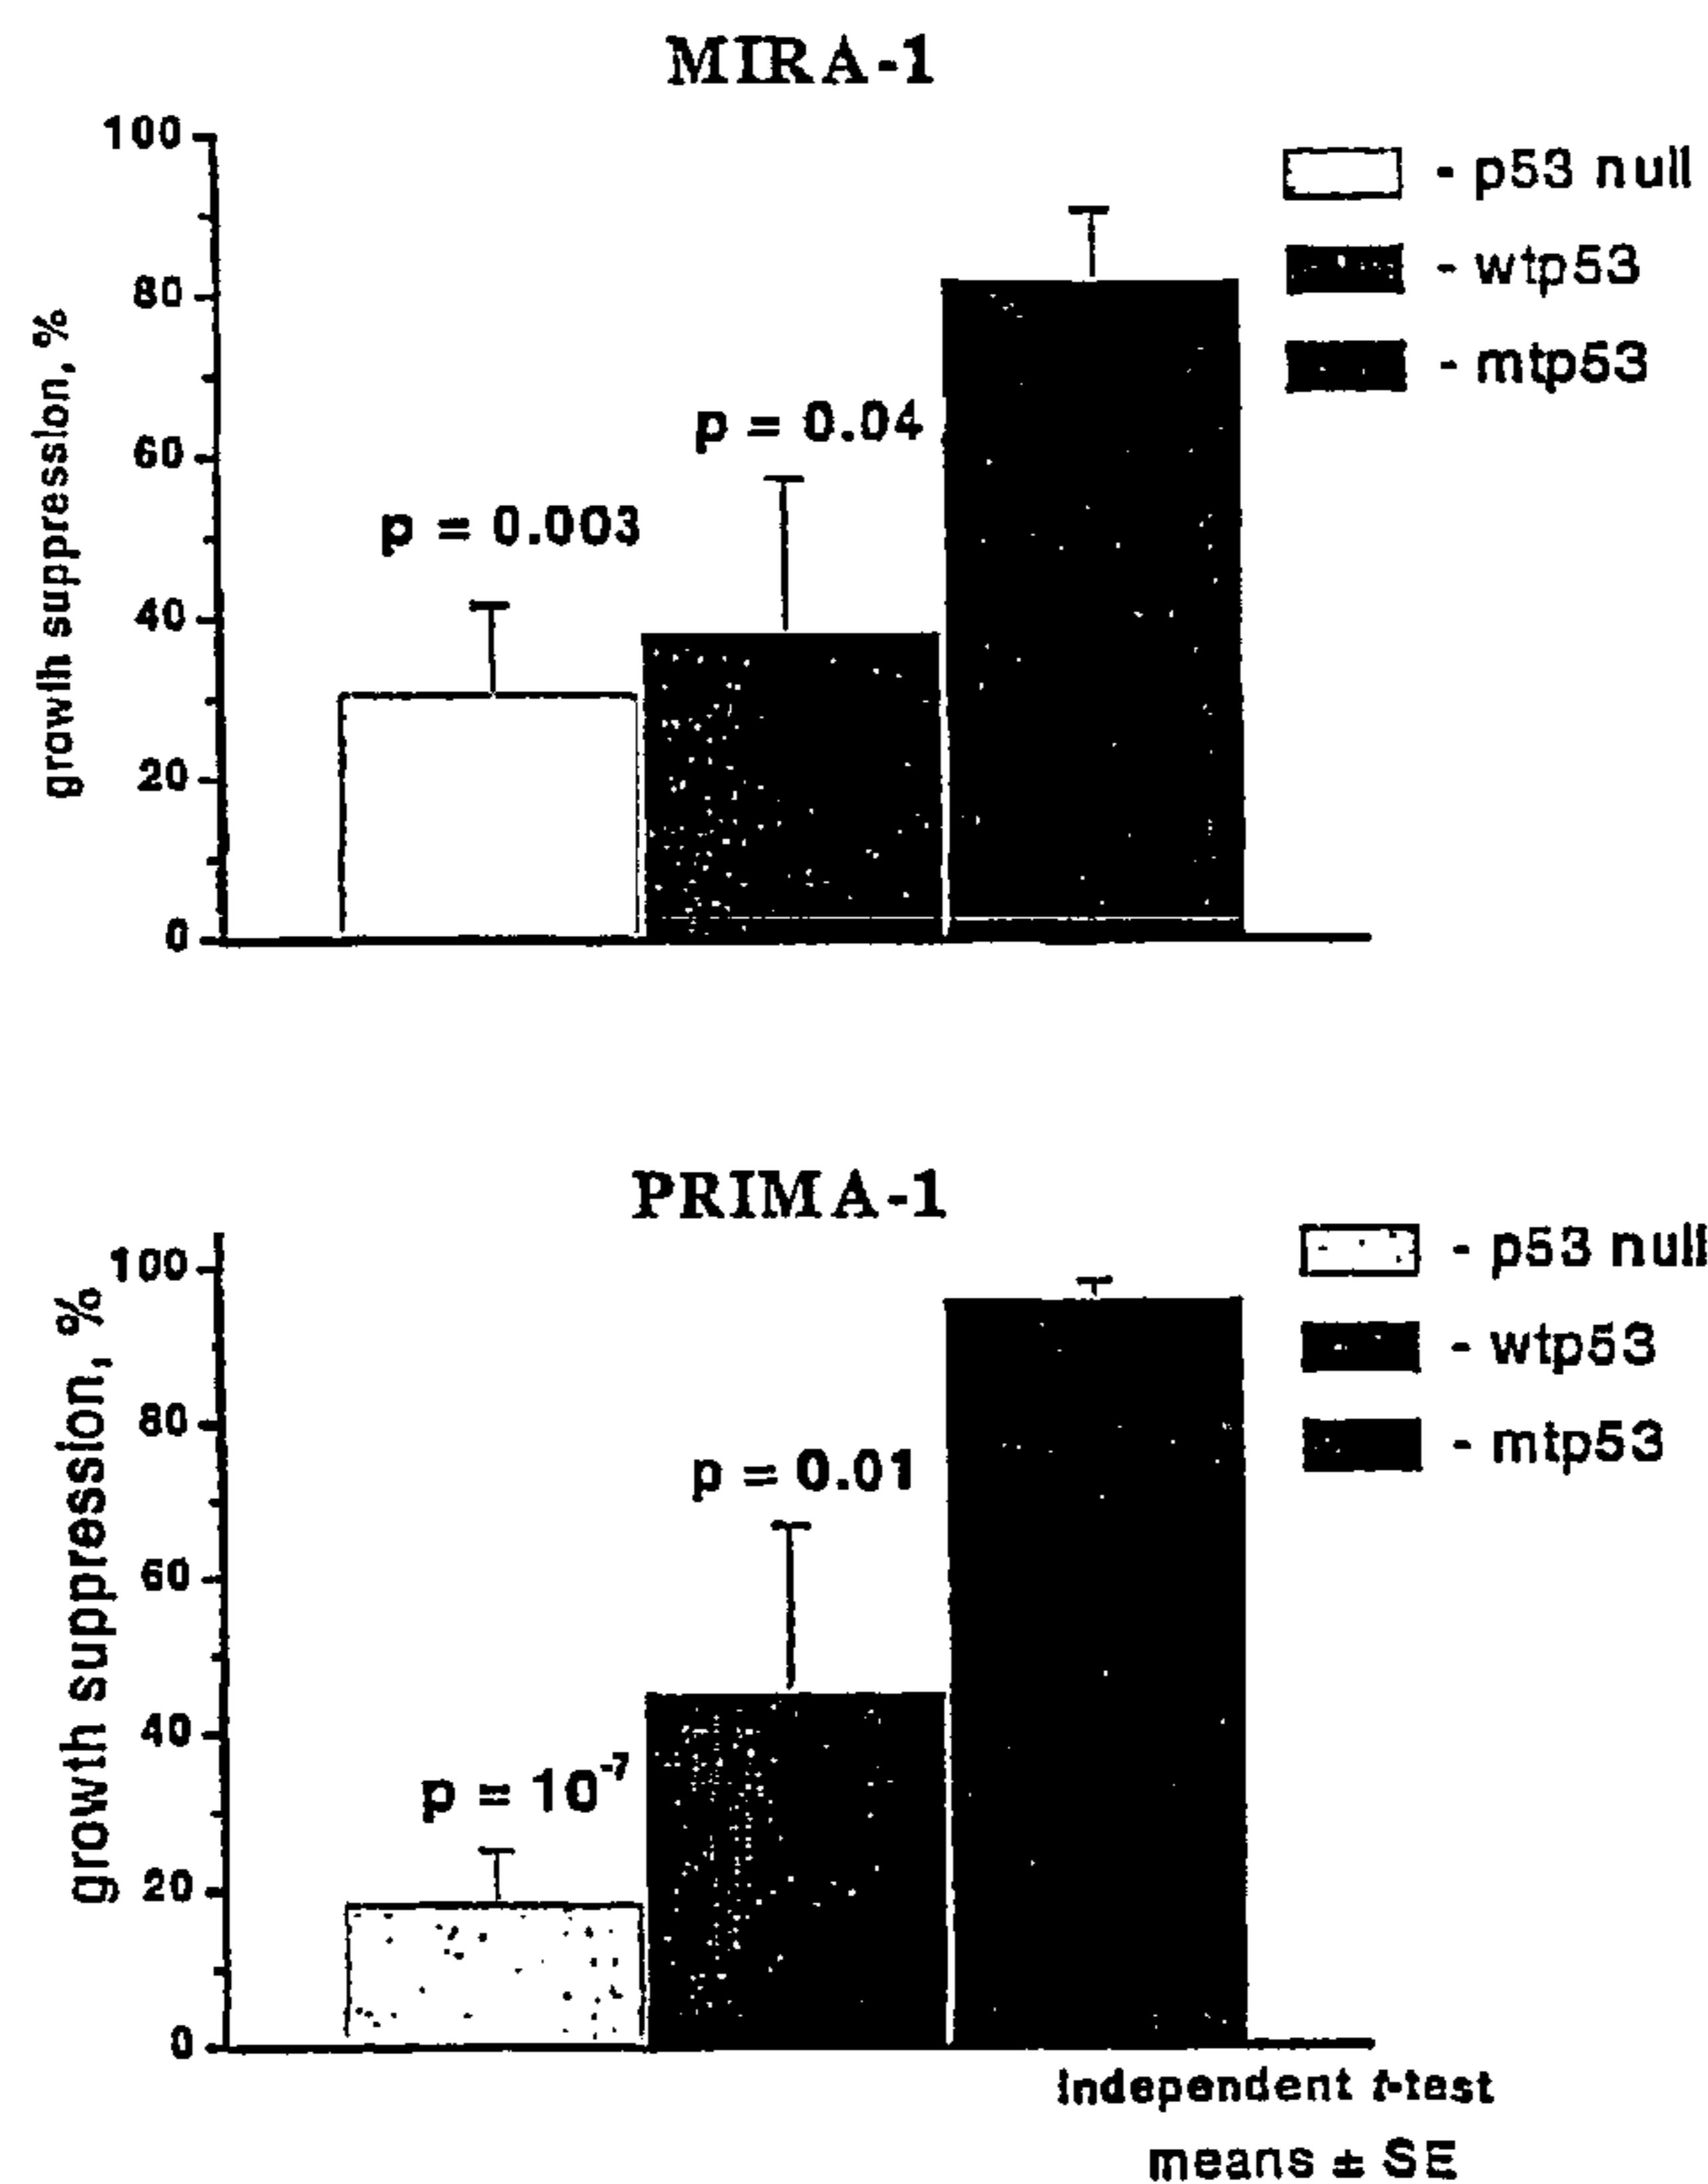 MIRA-1
100
80
60
40
20
0
growth suppression, %
p = 0.003
p = 0.04
- p53 null
- wtp53
- mtp53
PRIMA-1
100
80
60
40
20
0
growth suppression, %
p = 10⁻⁷
p = 0.01
- p53 null
- wtp53
- mtp53
Independent t-test
means ± SE